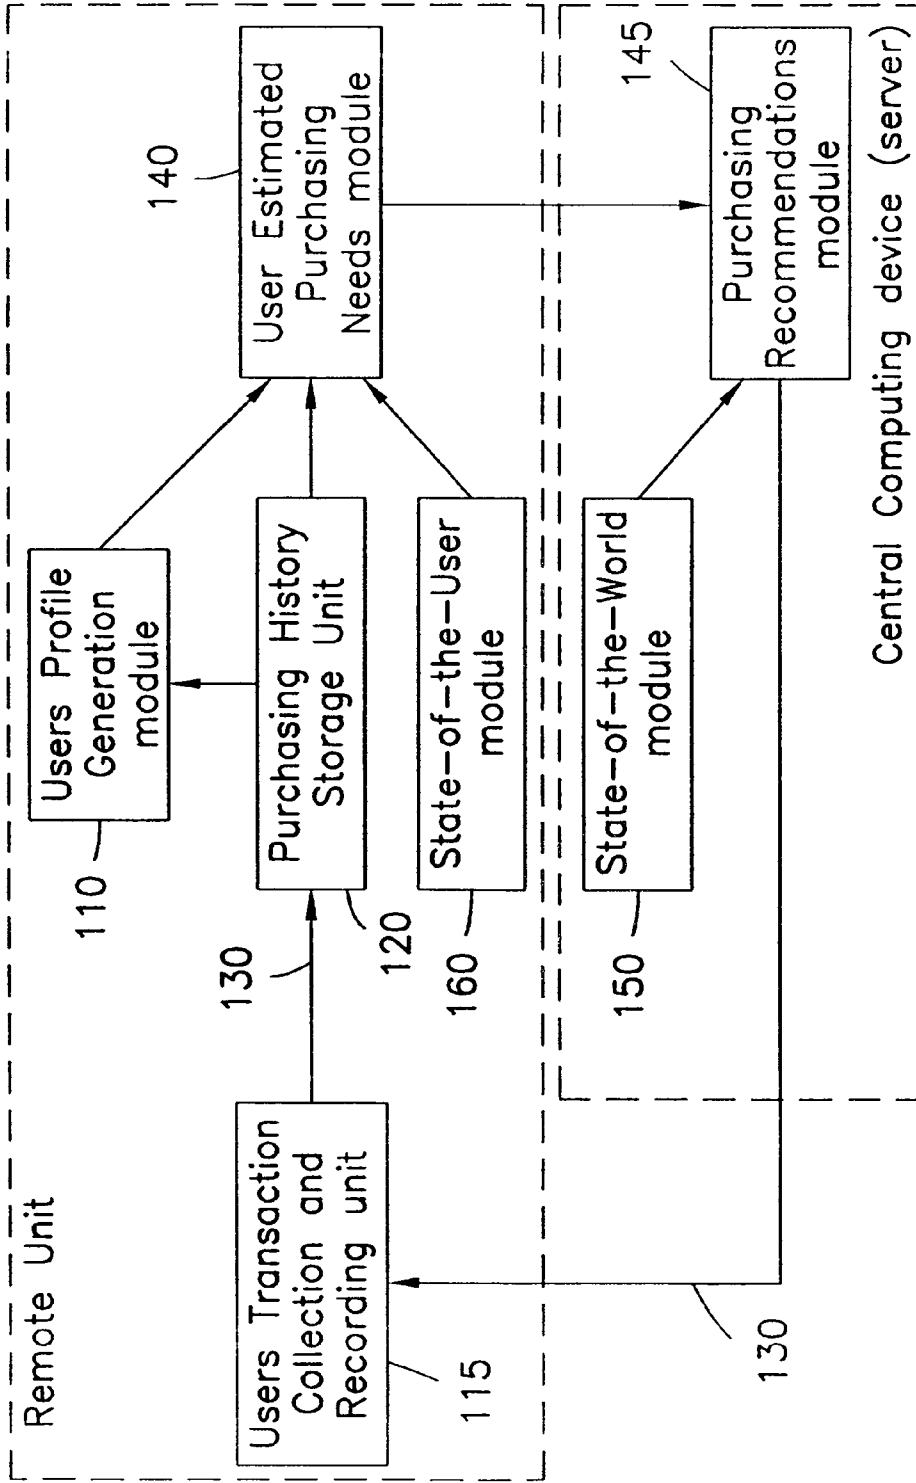 Remote Unit
Users Transaction
Collection and
Recording unit
115
130
Purchasing History
Storage Unit
120
Users Profile
Generation
module
110
State-of-the-User
module
160
User Estimated
Purchasing
Needs module
140
State-of-the-World
module
150
Purchasing
Recommendations
module
145
130
Central Computing device (server)